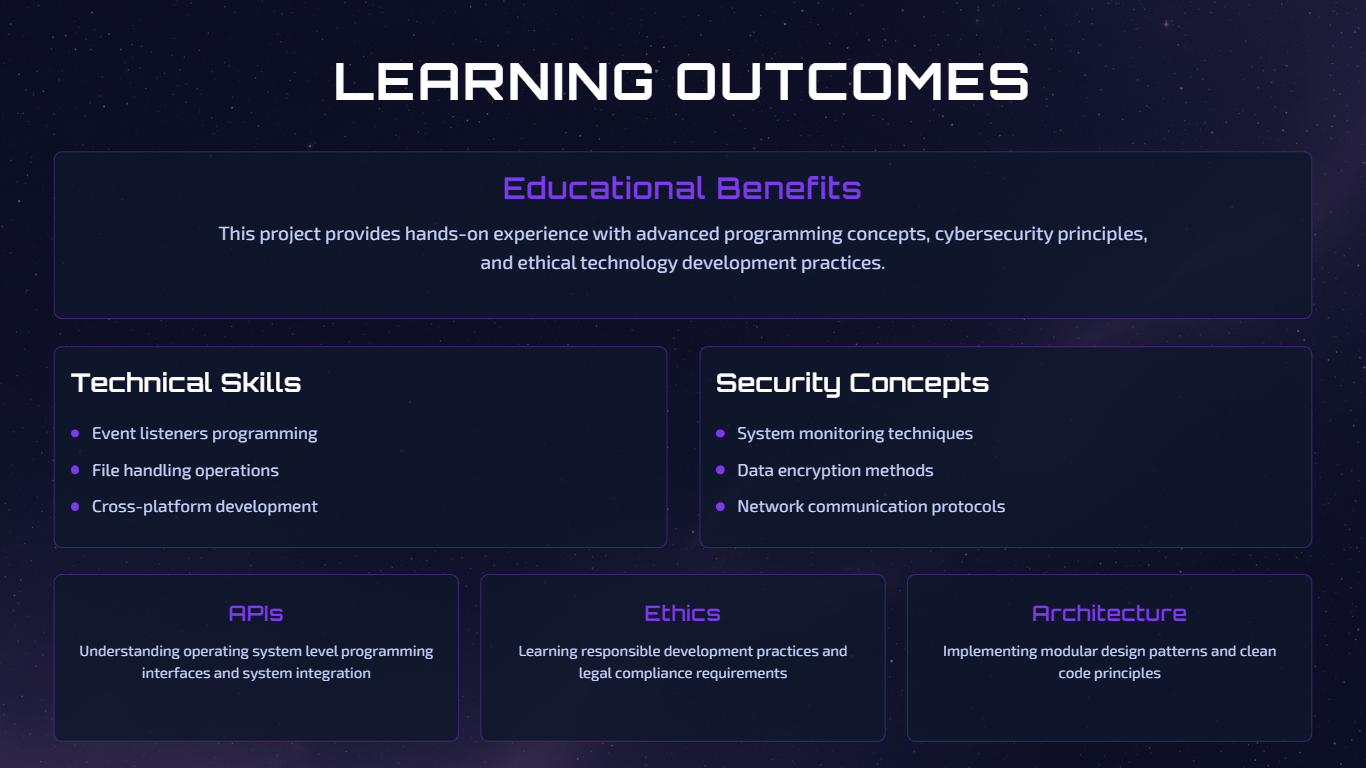 LEARNING OUTCOMES
Educational Benefits
This project provides hands-on experience with advanced programming concepts, cybersecurity principles,
and ethical technology development practices.
Technical Skills
Event listeners programming
File handling operations
Cross-platform development
Security Concepts
System monitoring techniques
Data encryption methods
Network communication protocols
APIs
Understanding operating system level programming
interfaces and system integration
Ethics
Learning responsible development practices and
legal compliance requirements
Architecture
Implementing modular design patterns and clean
code principles